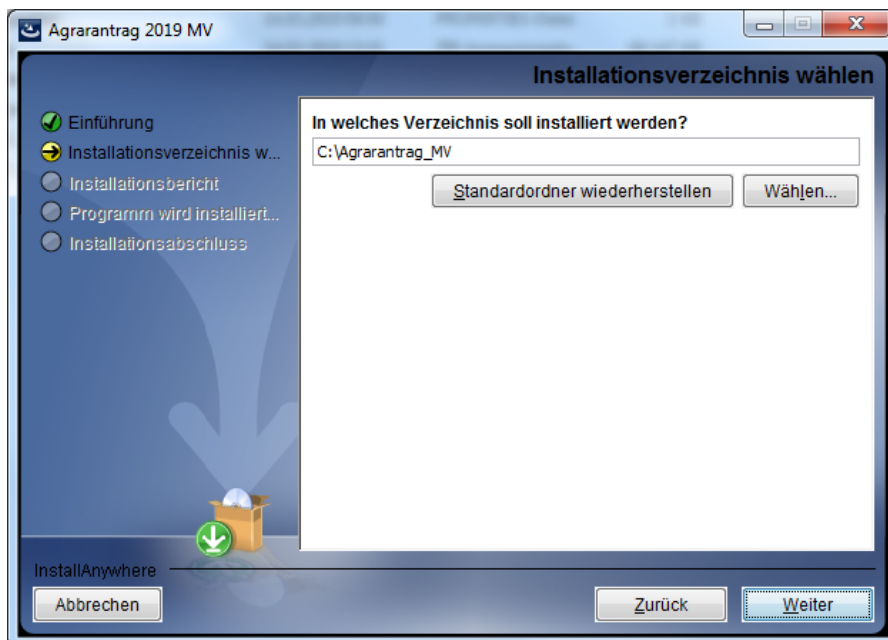 Agrarantrag 2019 MV
Installationsverzeichnis wählen
Einführung
Installationsverzeichnis w...
Installationsbericht
Programm wird installiert...
Installationsabschluss
In welches Verzeichnis soll installiert werden?
C:\Agrarantrag_MV
Standardordner wiederherstellen
Wählen...
InstallAnywhere
Abbrechen
Zurück
Weiter